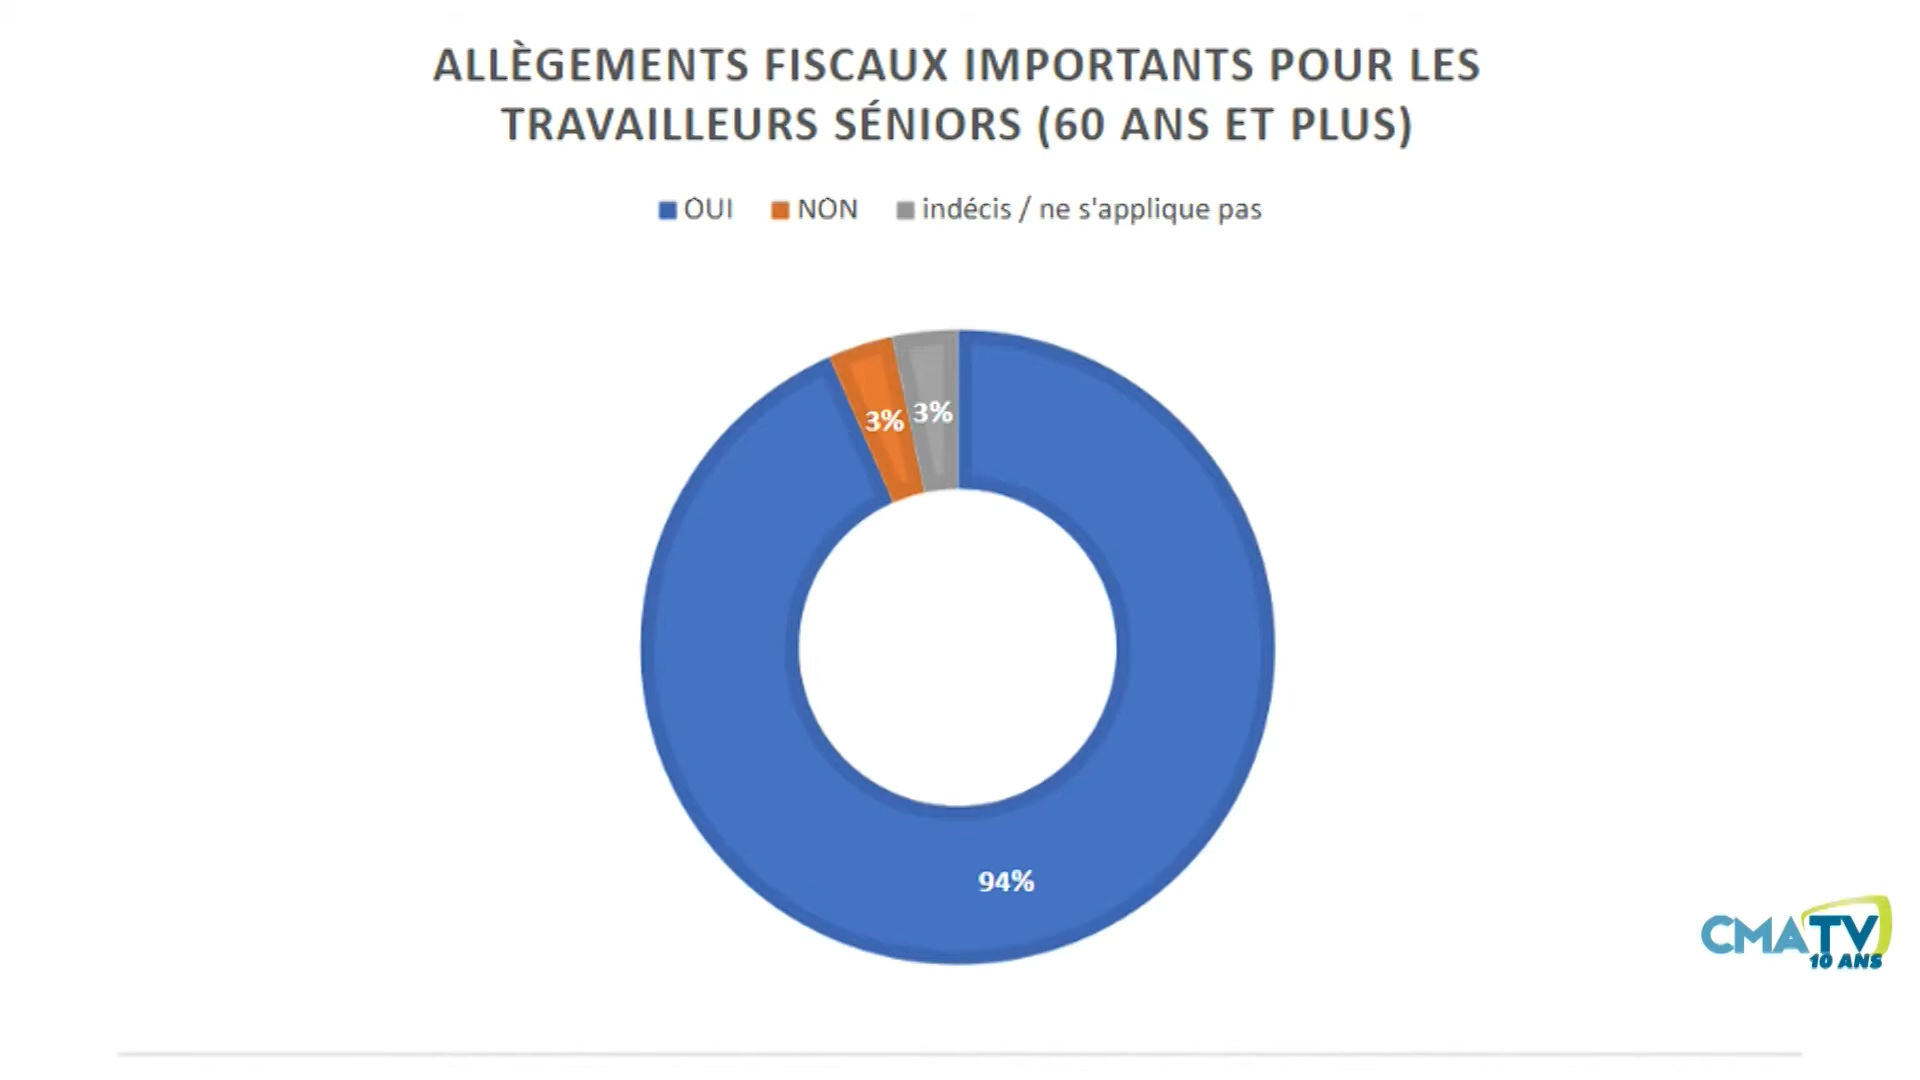 ALLÈGEMENTS FISCAUX IMPORTANTS POUR LES
TRAVAILLEURS SÉNIORS (60 ANS ET PLUS)
OUI NON indécis / ne s'applique pas
3% 3%
94%
CMATV
10 ANS